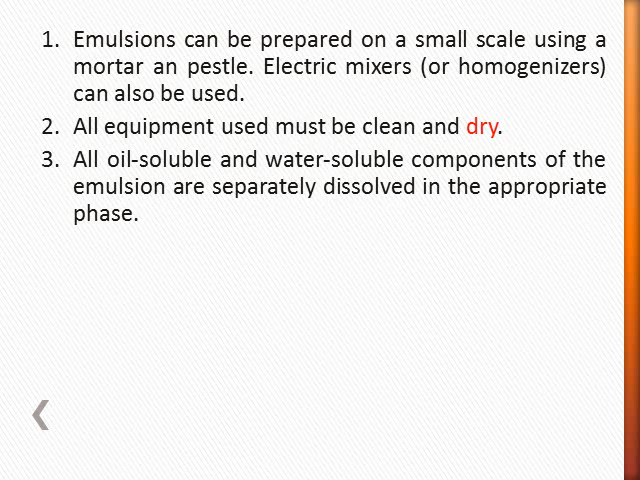 1. Emulsions can be prepared on a small scale using a
mortar an pestle. Electric mixers (or homogenizers)
can also be used.
2. All equipment used must be clean and dry.
3. All oil-soluble and water-soluble components of the
emulsion are separately dissolved in the appropriate
phase.